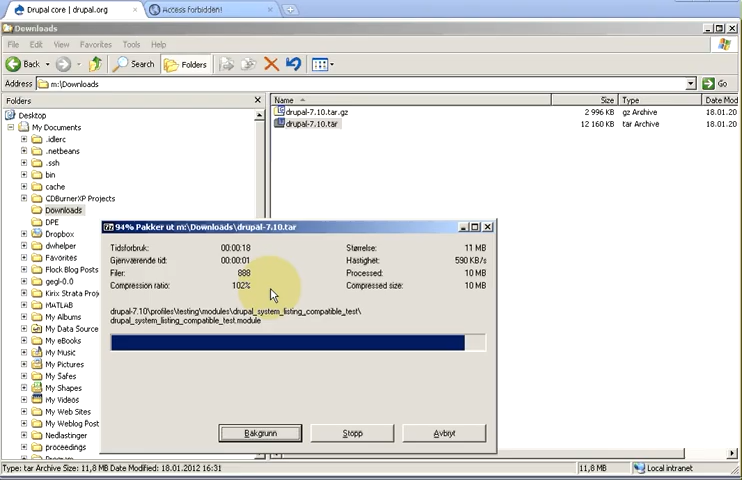 Drupal core | drupal.org
Access forbidden!
Downloads
File Edit View Favorites Tools Help
Back Search Folders
Address m:\Downloads Go
Folders
Name Size Type Date Mod
Desktop
drupal-7.10.tar.gz 2 996 KB gz Archive 18.01.20
My Documents
drupal-7.10.tar 12 160 KB tar Archive 18.01.20
.idlerc
.netbeans
.ssh
bin
cache
CDBurnerXP Projects
Downloads
DPE
Dropbox
dwhelper
Favorites
Flock Blog Posts
gegl-0.0
Kirix Strata Proj
MATLAB
My Albums
My Data Source
My eBooks
My Music
My Pictures
My Safes
My Shapes
My Videos
My Web Sites
My Weblog Post
Nedlastinger
proceedings
94% Pakker ut m:\Downloads\drupal-7.10.tar
Tidsforbruk: 00:00:18 Størrelse: 11 MB
Gjenværende tid: 00:00:01 Hastighet: 590 KB/s
Filer: 888 Processed: 10 MB
Compression ratio: 102% Compressed size: 10 MB
drupal-7.10\profiles\testing\modules\drupal_system_listing_compatible_test\
drupal_system_listing_compatible_test.module
Bakgrunn Stopp Avbryt
Type: tar Archive Size: 11,8 MB Date Modified: 18.01.2012 16:31 11,8 MB Local intranet